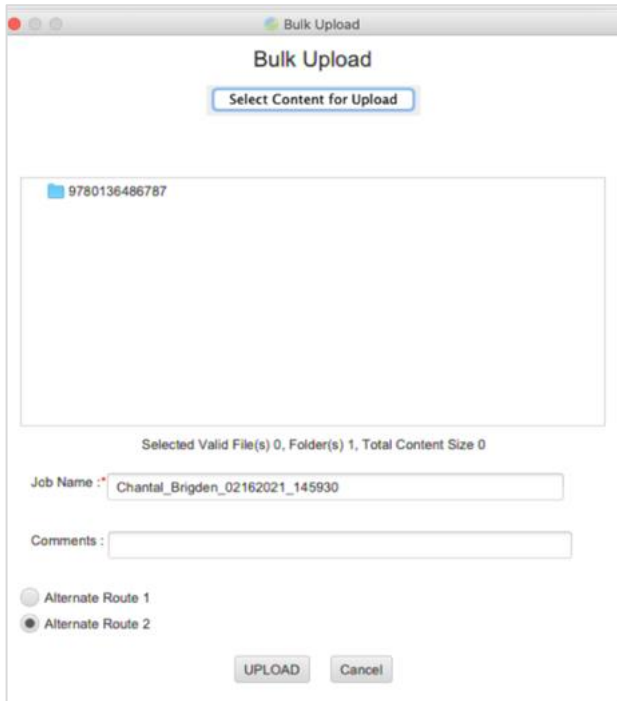 Bulk Upload
Bulk Upload
Select Content for Upload
9780136486787
Selected Valid File(s) 0, Folder(s) 1, Total Content Size 0
Job Name :* Chantal_Brigden_02162021_145930
Comments :
Alternate Route 1
Alternate Route 2
UPLOAD Cancel